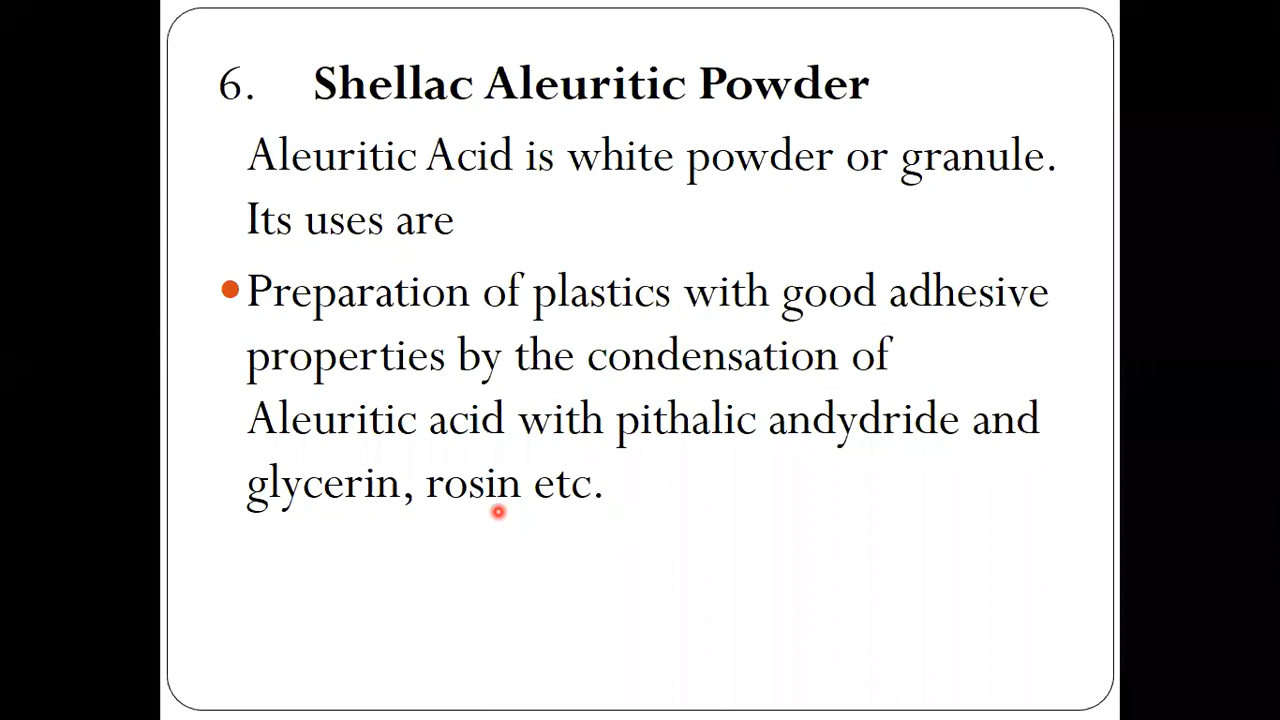 6. Shellac Aleuritic Powder
Aleuritic Acid is white powder or granule.
Its uses are
Preparation of plastics with good adhesive
properties by the condensation of
Aleuritic acid with pithalic andydride and
glycerin, rosin etc.